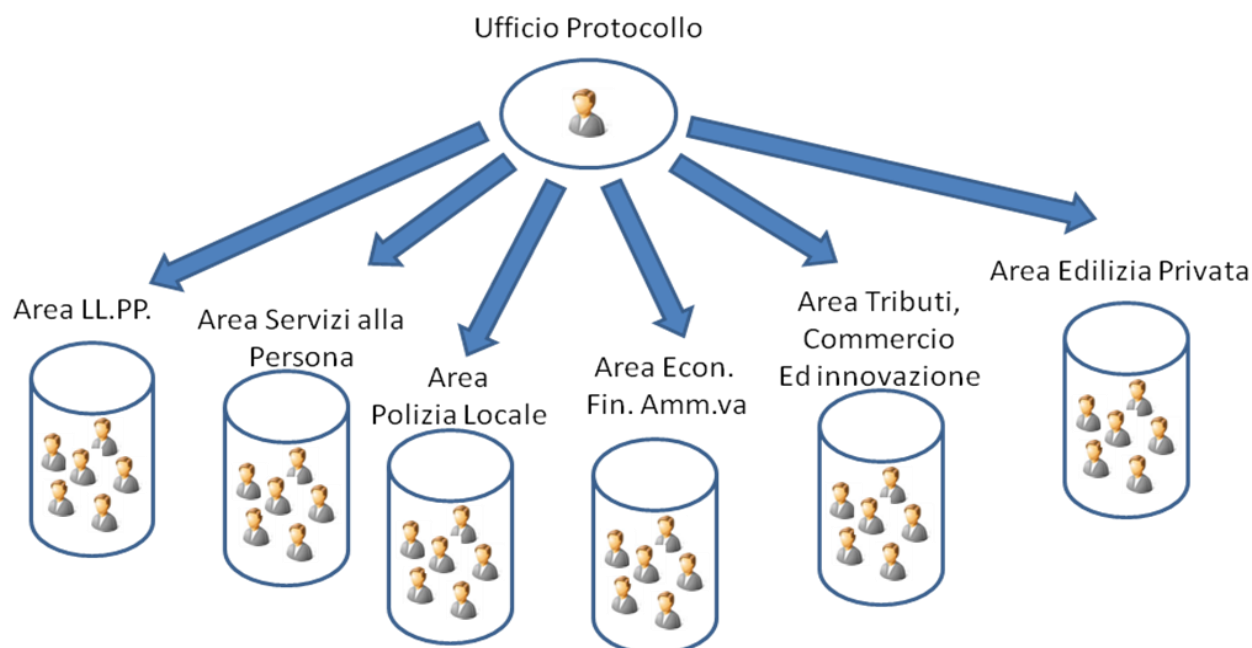 Ufficio Protocollo
Area LL.PP.
Area Servizi alla
Persona
Area
Polizia Locale
Area Econ.
Fin. Amm.va
Area Tributi,
Commercio
Ed innovazione
Area Edilizia Privata